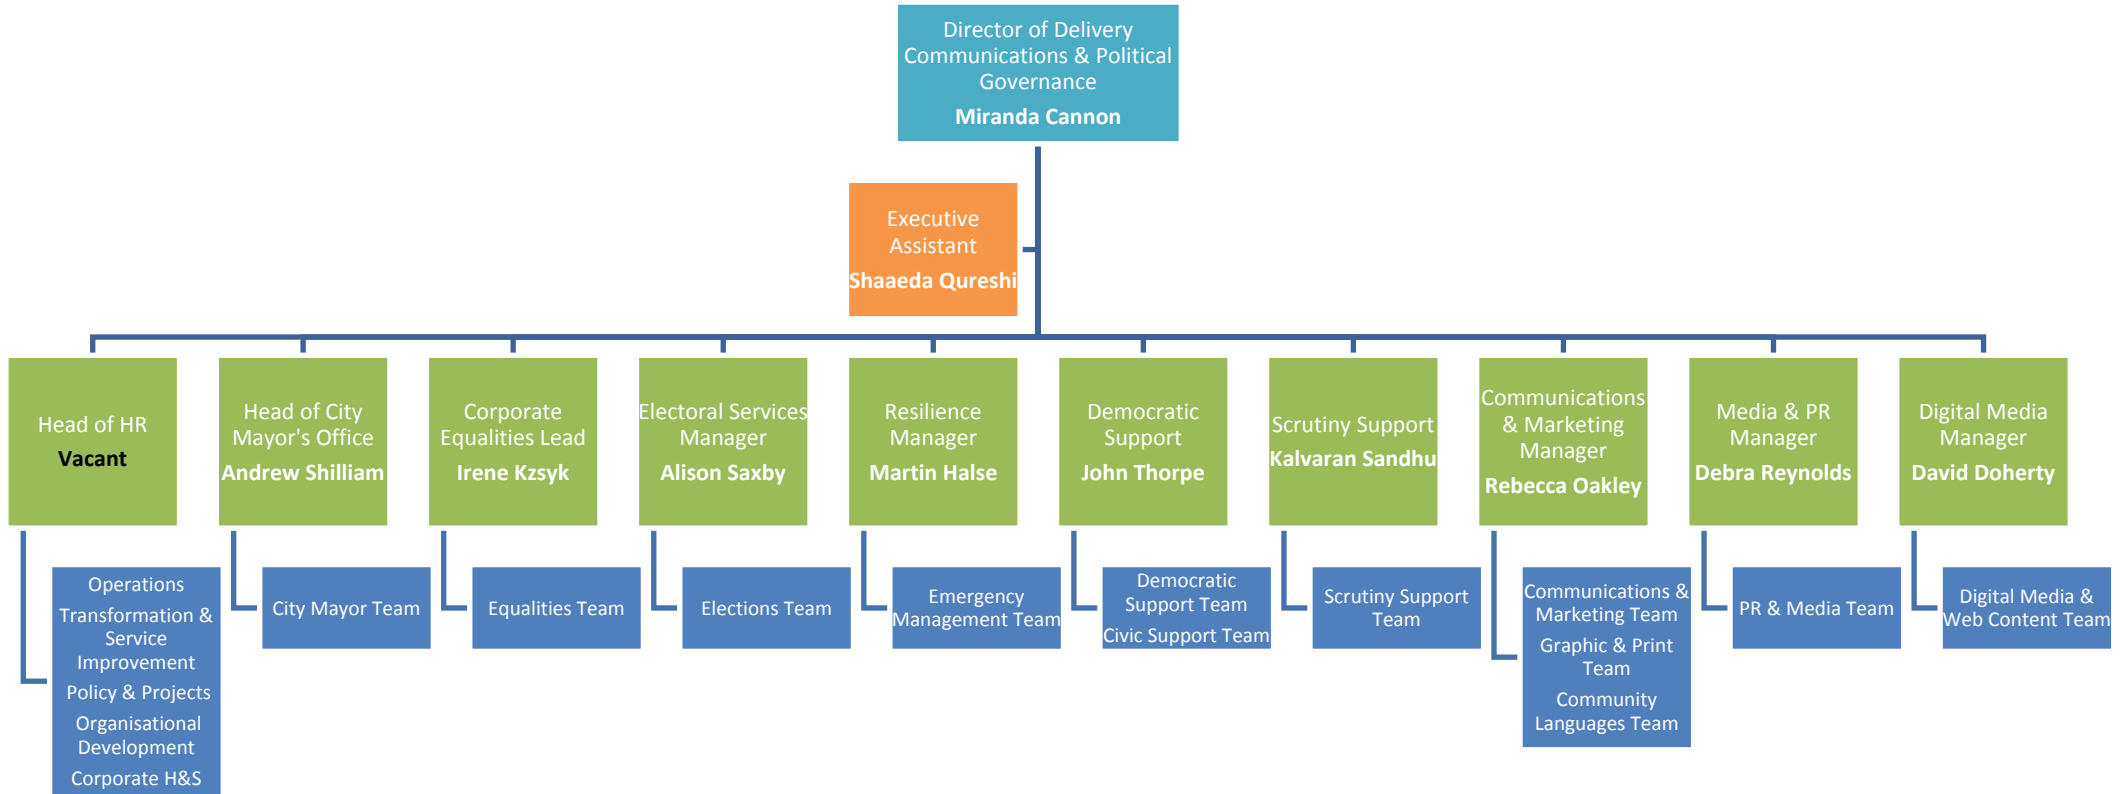 Director of Delivery
Communications & Political
Governance
Miranda Cannon
Executive
Assistant
Shaaeda Qureshi
Head of HR
Vacant
Head of City
Mayor's Office
Andrew Shilliam
Corporate
Equalities Lead
Irene Kzsyk
Electoral Services
Manager
Alison Saxby
Resilience
Manager
Martin Halse
Democratic
Support
John Thorpe
Scrutiny Support
Kalvaran Sandhu
Communications
& Marketing
Manager
Rebecca Oakley
Media & PR
Manager
Debra Reynolds
Digital Media
Manager
David Doherty
Operations
Transformation &
Service
Improvement
Policy & Projects
Organisational
Development
Corporate H&S
City Mayor Team
Equalities Team
Elections Team
Emergency
Management Team
Democratic
Support Team
Civic Support Team
Scrutiny Support
Team
Communications &
Marketing Team
Graphic & Print
Team
Community
Languages Team
PR & Media Team
Digital Media &
Web Content Team